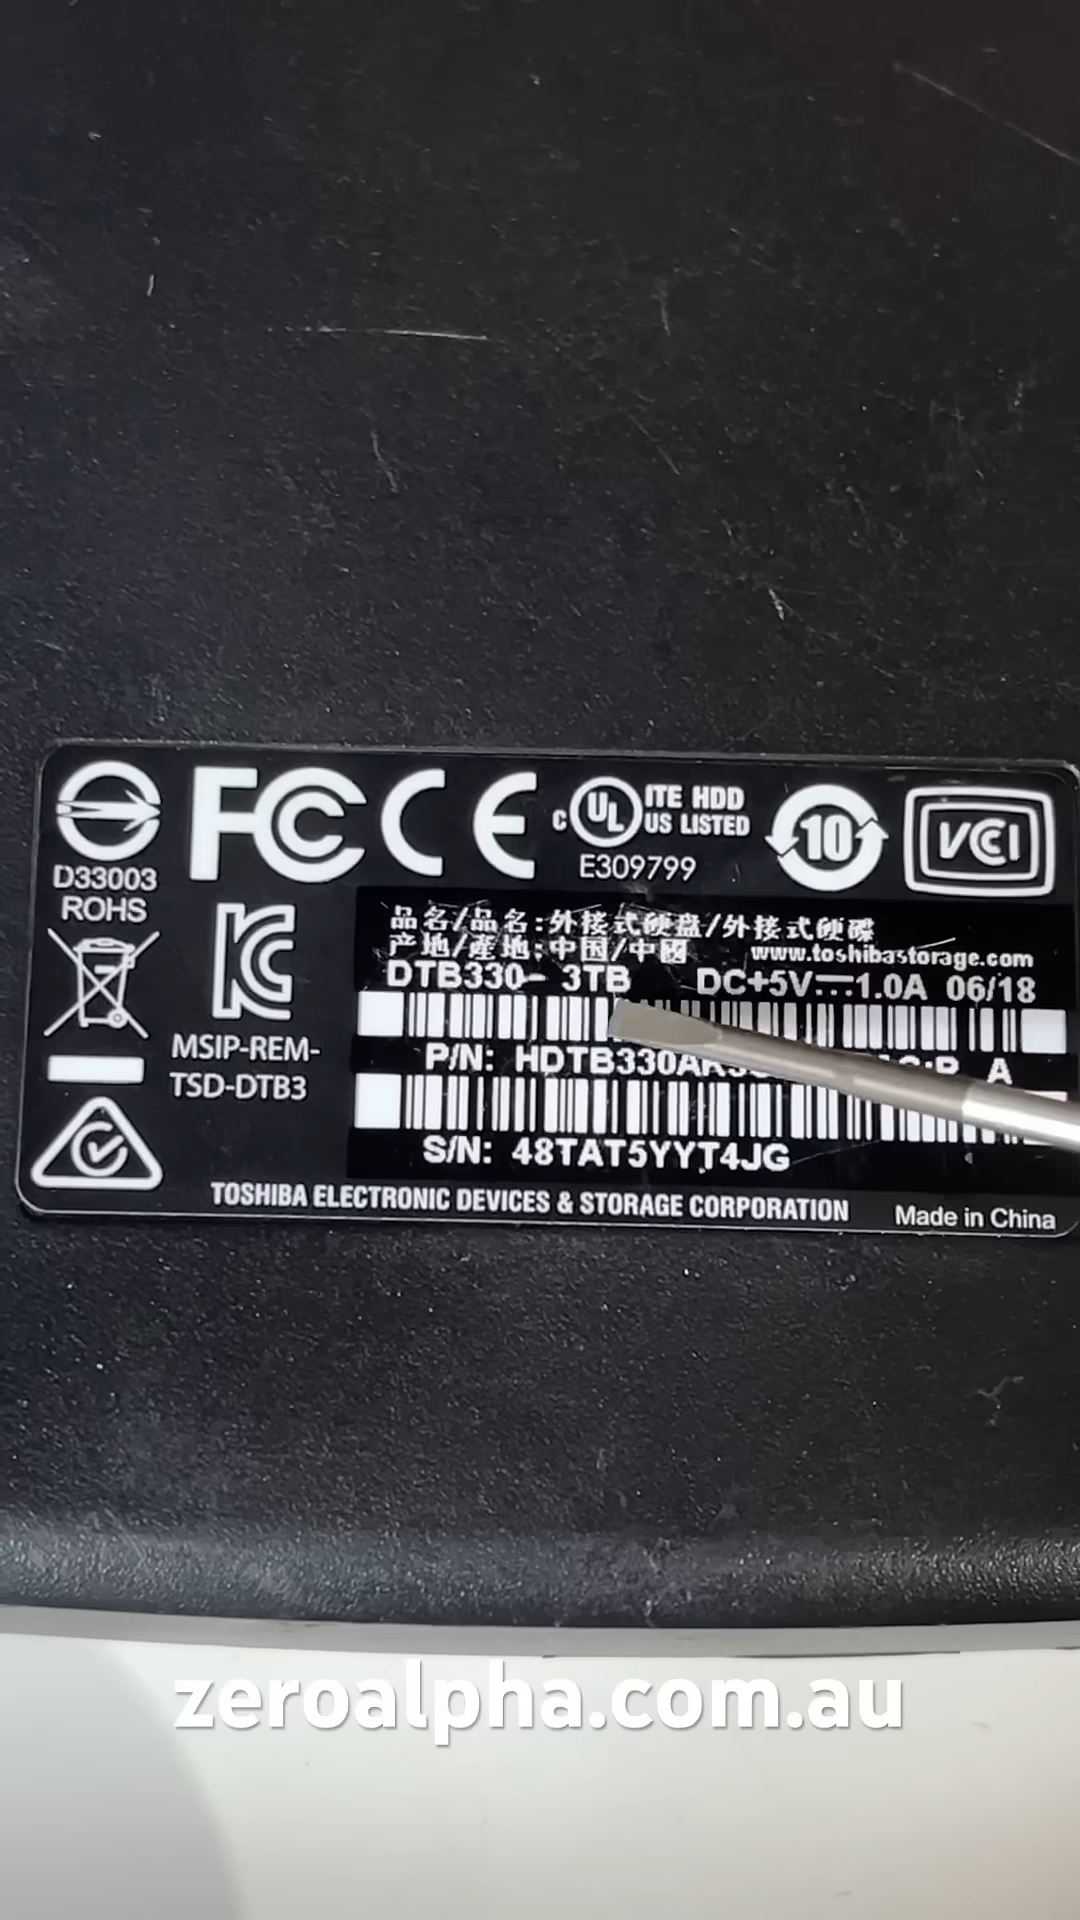 FC CE
c UL US LISTED
ITE HDD
E309799
10
VCCI
D33003
ROHS
MSIP-REM-
TSD-DTB3
品名/品名:外接式硬盘/外接式硬碟
产地/產地:中国/中國 www.toshibastorage.com
DTB330- 3TB DC+5V⎓1.0A 06/18
P/N: A
S/N: 48TAT5YYT4JG
TOSHIBA ELECTRONIC DEVICES & STORAGE CORPORATION Made in China
zeroalpha.com.au